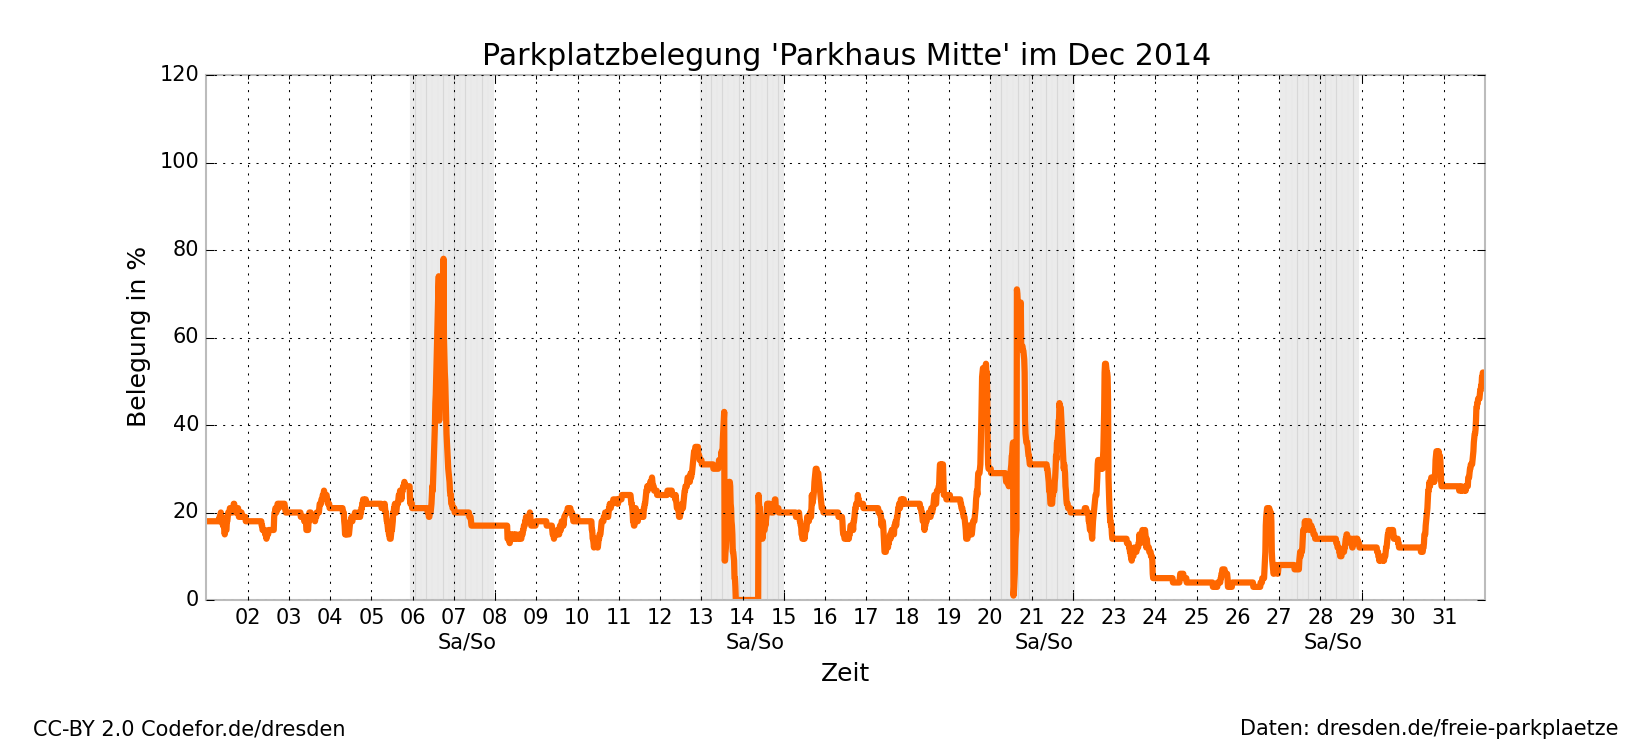 Parkplatzbelegung 'Parkhaus Mitte' im Dec 2014
120
100
80
60
40
20
0
Belegung in %
02 03 04 05 06 07 08 09 10 11 12 13 14 15 16 17 18 19 20 21 22 23 24 25 26 27 28 29 30 31
Sa/So Sa/So Sa/So Sa/So
Zeit
CC-BY 2.0 Codefor.de/dresden
Daten: dresden.de/freie-parkplaetze